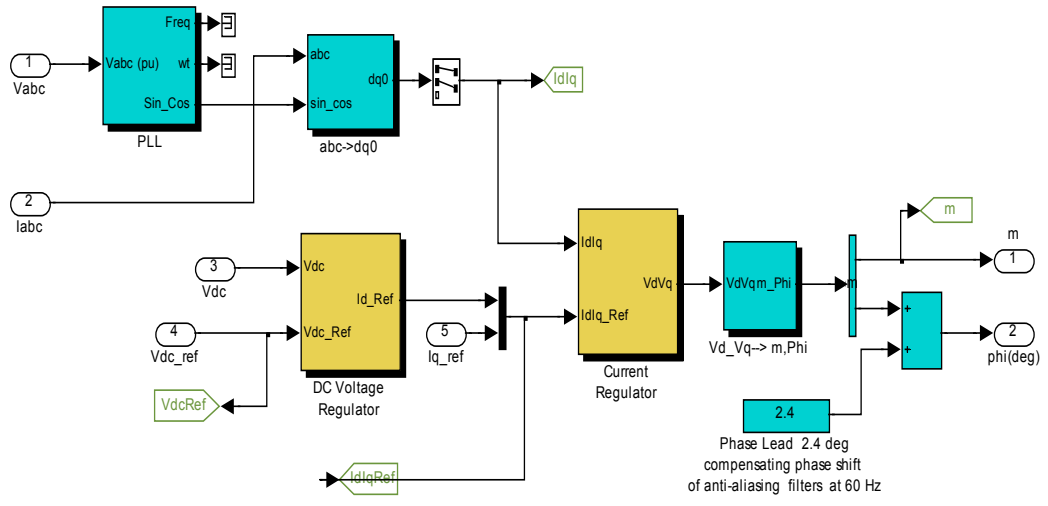 Freq
1
Vabc (pu)
wt
abc
dq0
IdIq
Vabc
Sin_Cos
sin_cos
PLL
abc->dq0
2
Iabc
m
m
3
Vdc
IdIq
1
Vdc
Id_Ref
VdVq
VdVq
m_Phi
m
4
Vdc_Ref
5
IdIq_Ref
+
2
Vdc_ref
Iq_ref
Vd_Vq--> m,Phi
+
phi(deg)
Current
Regulator
DC Voltage
Regulator
VdcRef
2.4
Phase Lead 2.4 deg
compensating phase shift
of anti-aliasing filters at 60 Hz
IdIqRef